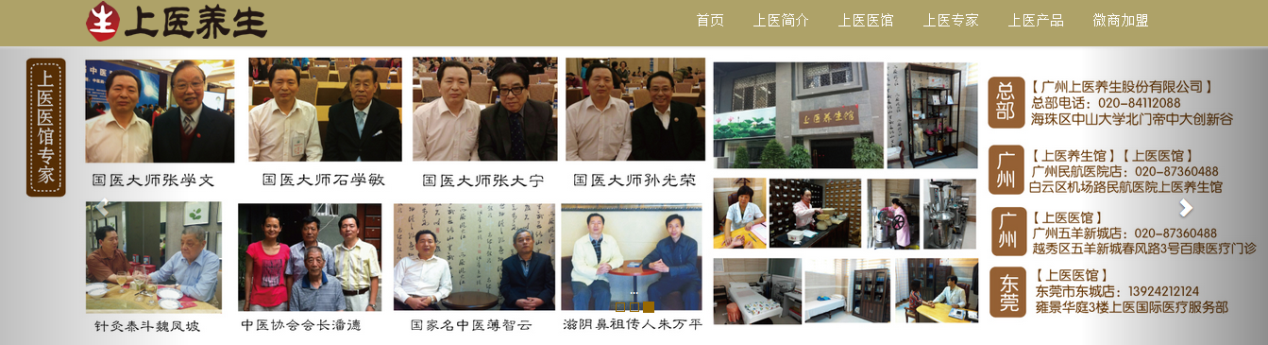 上医养生
首页 上医简介 上医医馆 上医专家 上医产品 微商加盟
上医医馆专家
国医大师张学文
国医大师石学敏
国医大师张大宁
国医大师孙光荣
针灸泰斗魏凤坡
中医协会会长潘德
国家名中医薄智云
滋阴鼻祖传人朱万平
上医养生馆
总部
【广州上医养生股份有限公司】
总部电话：020-84112088
海珠区中山大学北门帝中大创新谷
广州
【上医养生馆】【上医医馆】
广州民航医院店：020-87360488
白云区机场路民航医院上医养生馆
广州
【上医医馆】
广州五羊新城店：020-87360488
越秀区五羊新城春风路3号百康医疗门诊
东莞
【上医医馆】
东莞市东城店：13924212124
雍景华庭3楼上医国际医疗服务部